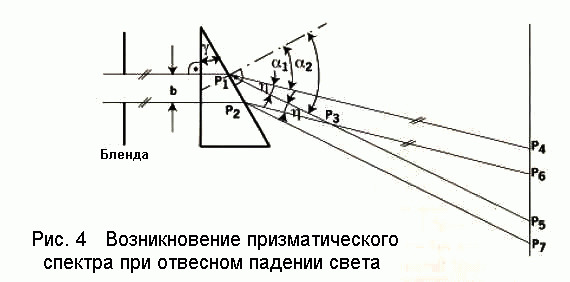 γ
α₁ α₂
P₁
η
b
P₂
η
P₃
Бленда
P₄
P₆
P₅
P₇
Рис. 4 Возникновение призматического
спектра при отвесном падении света